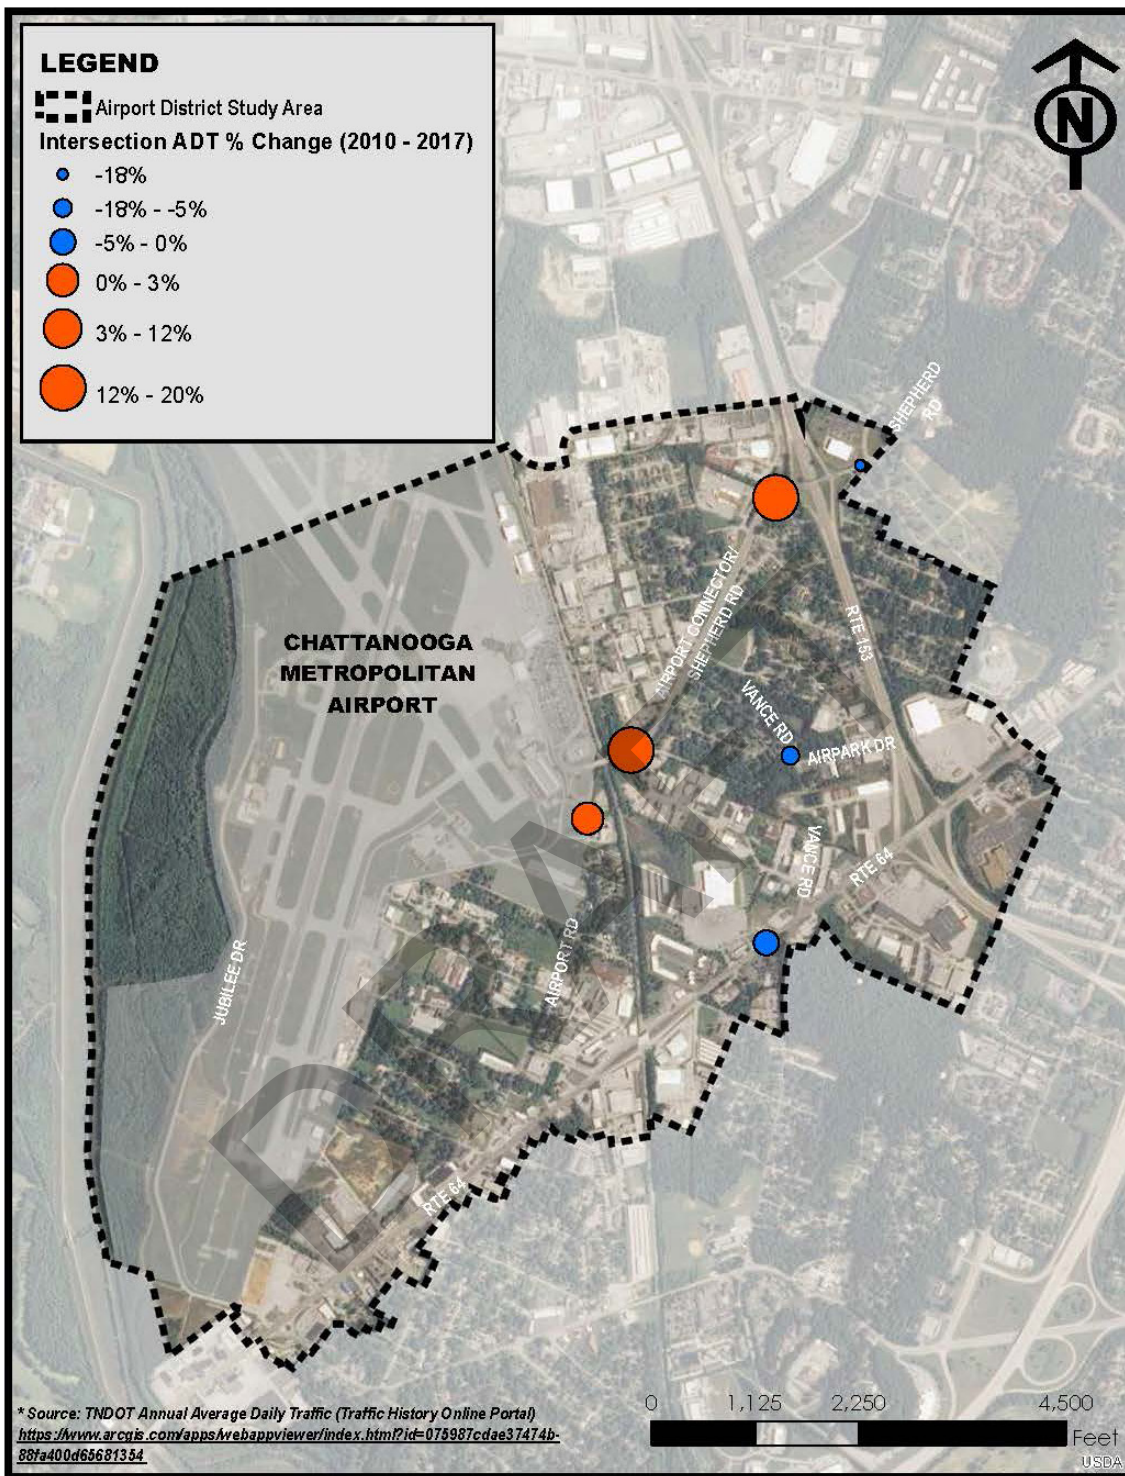 LEGEND
Airport District Study Area
Intersection ADT % Change (2010 - 2017)
-18%
-18% - -5%
-5% - 0%
0% - 3%
3% - 12%
12% - 20%
N
SHEPHERD
RD
AIRPORT CONNECTOR/
SHEPHERD RD
RTE 153
CHATTANOOGA
METROPOLITAN
AIRPORT
VANCE RD
AIRPARK DR
VANCE RD
RTE 64
AIRPORT RD
JUBILEE DR
RTE 64
DRAFT
* Source: TNDOT Annual Average Daily Traffic (Traffic History Online Portal)
https://www.arcgis.com/apps/webappviewer/index.html?id=075987cdae37474b-
88fa400d65681354
0 1,125 2,250 4,500
Feet
USDA